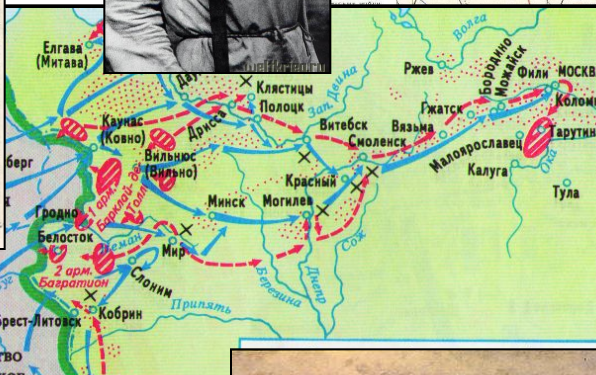 Волга
Елгава
(Митава)
Ржев
Бородино
Можайск
Фили
МОСКВ
Клястицы
Полоцк
Зап. Двина
Дрисса
Гжатск
Колом
Каунас
(Ковно)
Витебск
Вязьма
Тарутин
Смоленск
Малоярославец
Ока
берг
Вильнюс
(Вильно)
Красный
Калуга
1 арм.
Барклай-де-
Толли
Тула
Минск
Могилев
Гродно
Белосток
Неман
Мир
Сож
2 арм.
Багратион
Слоним
Березина
Днепр
Припять
Брест-Литовск
Кобрин